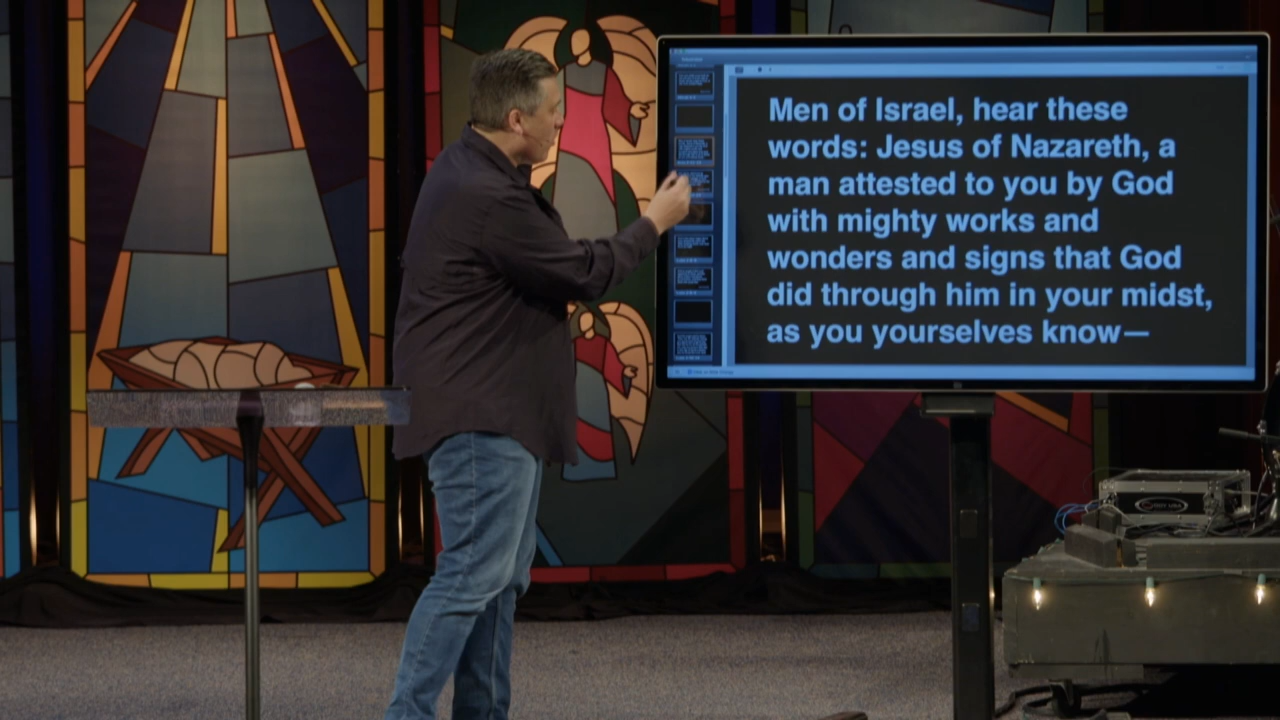 Men of Israel, hear these
words: Jesus of Nazareth, a
man attested to you by God
with mighty works and
wonders and signs that God
did through him in your midst,
as you yourselves know—